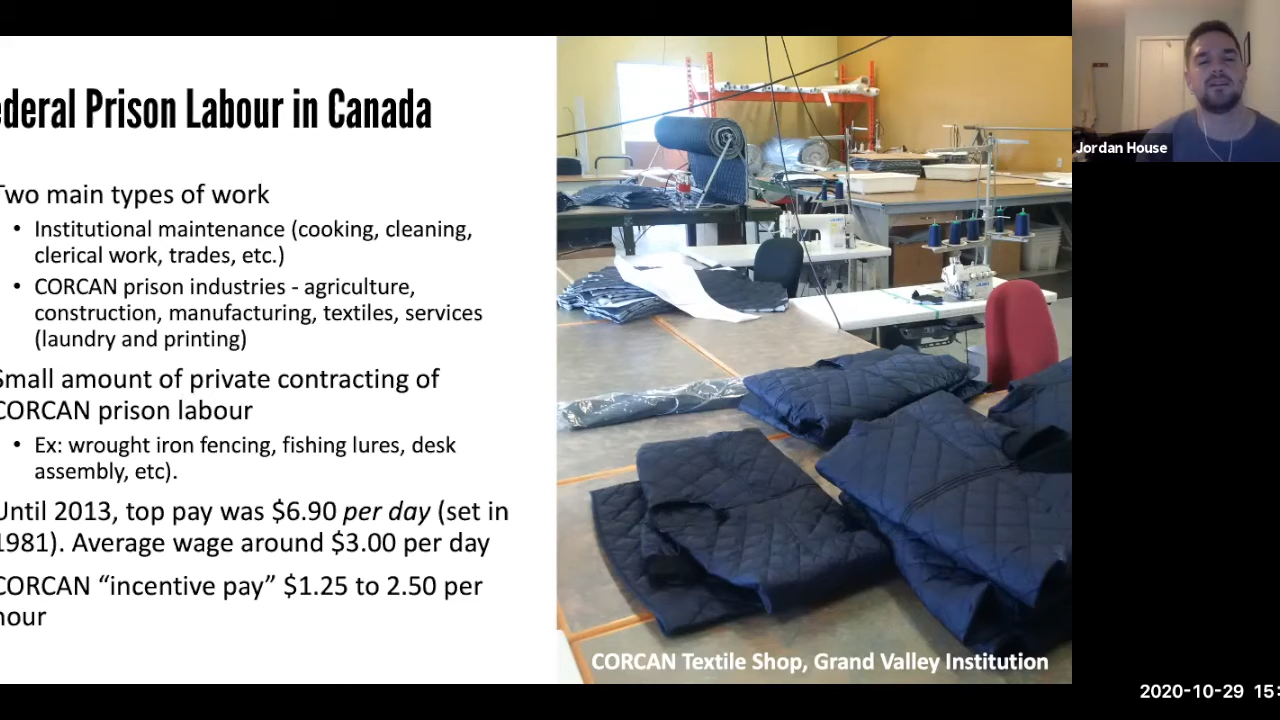 ederal Prison Labour in Canada
Two main types of work
• Institutional maintenance (cooking, cleaning,
clerical work, trades, etc.)
• CORCAN prison industries - agriculture,
construction, manufacturing, textiles, services
(laundry and printing)
Small amount of private contracting of
CORCAN prison labour
• Ex: wrought iron fencing, fishing lures, desk
assembly, etc).
Until 2013, top pay was $6.90 per day (set in
1981). Average wage around $3.00 per day
CORCAN “incentive pay” $1.25 to 2.50 per
hour
CORCAN Textile Shop, Grand Valley Institution
Jordan House
2020-10-29 15: